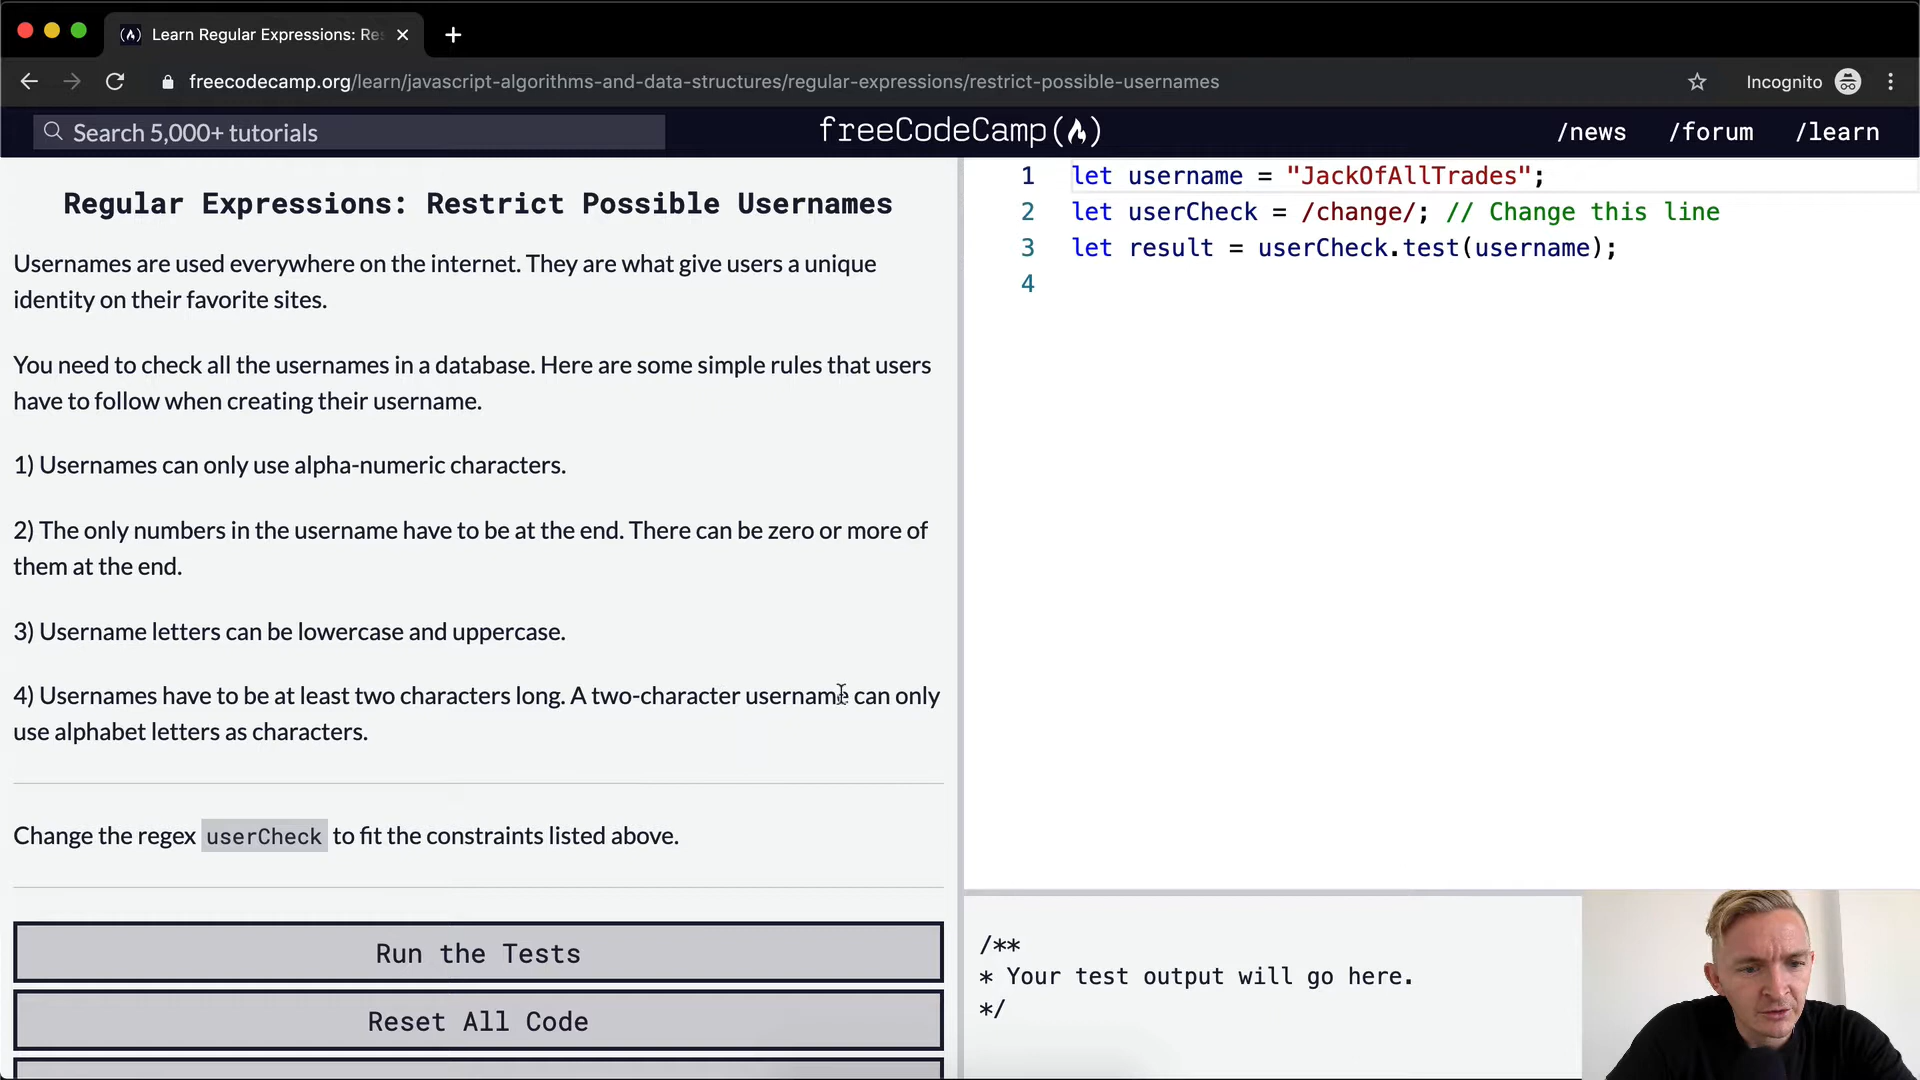 Learn Regular Expressions: Res
freecodecamp.org/learn/javascript-algorithms-and-data-structures/regular-expressions/restrict-possible-usernames
Incognito
Search 5,000+ tutorials
freeCodeCamp
/news /forum /learn
Regular Expressions: Restrict Possible Usernames
Usernames are used everywhere on the internet. They are what give users a unique
identity on their favorite sites.
You need to check all the usernames in a database. Here are some simple rules that users
have to follow when creating their username.
1) Usernames can only use alpha-numeric characters.
2) The only numbers in the username have to be at the end. There can be zero or more of
them at the end.
3) Username letters can be lowercase and uppercase.
4) Usernames have to be at least two characters long. A two-character username can only
use alphabet letters as characters.
Change the regex userCheck to fit the constraints listed above.
Run the Tests
Reset All Code
1 let username = "JackOfAllTrades";
2 let userCheck = /change/; // Change this line
3 let result = userCheck.test(username);
4
/**
* Your test output will go here.
*/